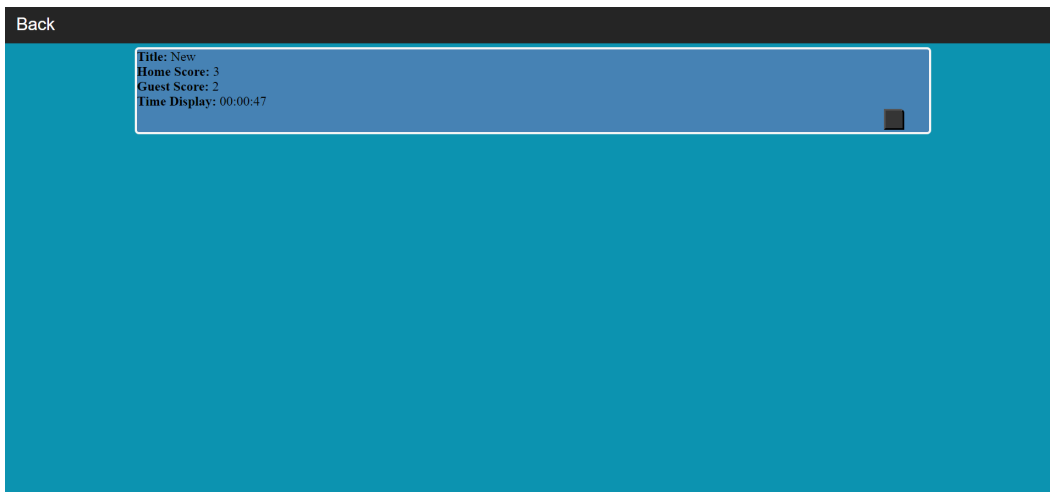 Back
Title: New
Home Score: 3
Guest Score: 2
Time Display: 00:00:47